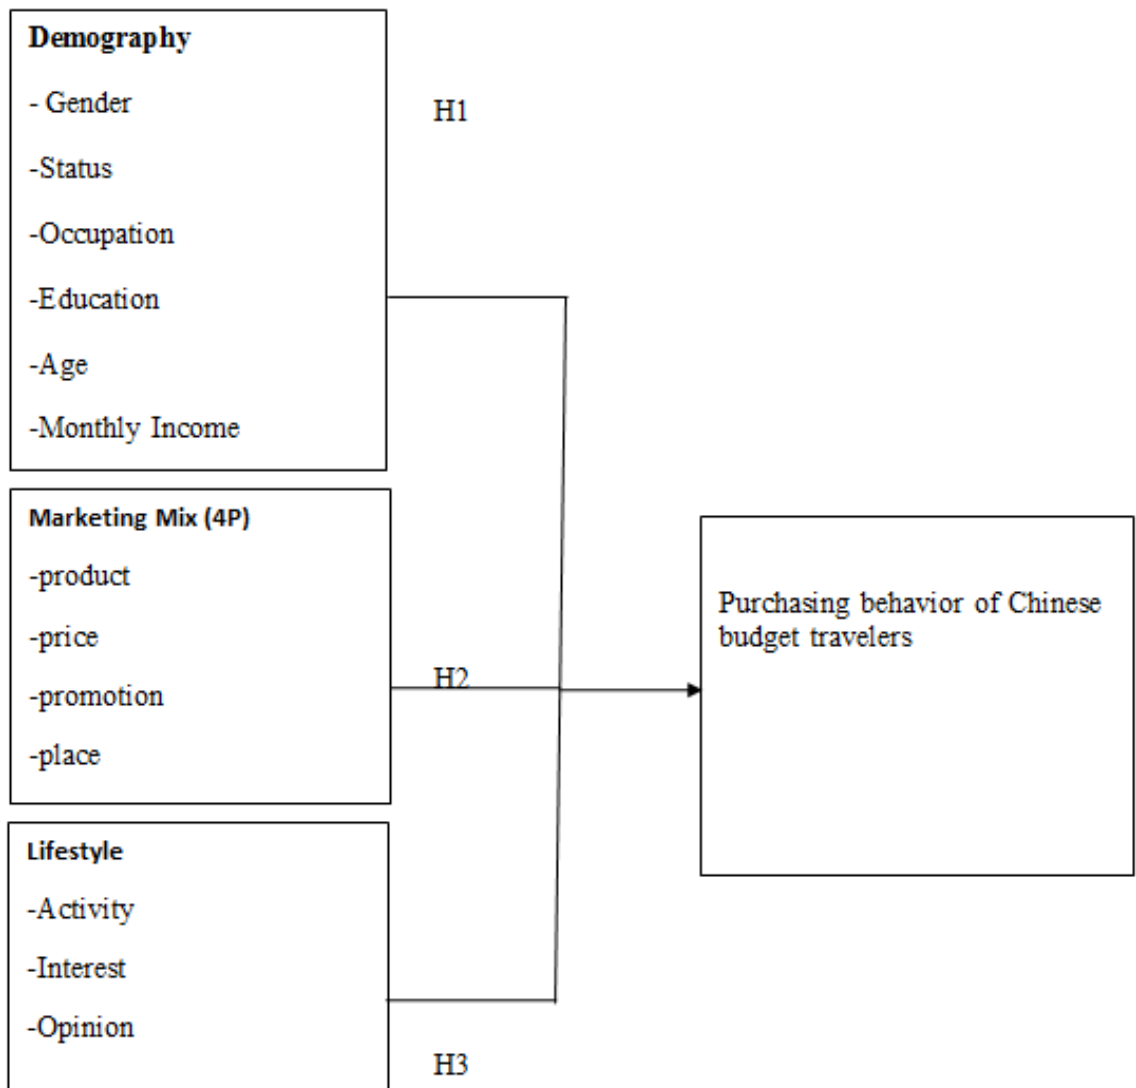 Demography
- Gender
H1
-Status
-Occupation
-Education
-Age
-Monthly Income
Marketing Mix (4P)
-product
-price
-promotion
-place
H2
Purchasing behavior of Chinese
budget travelers
Lifestyle
-Activity
-Interest
-Opinion
H3